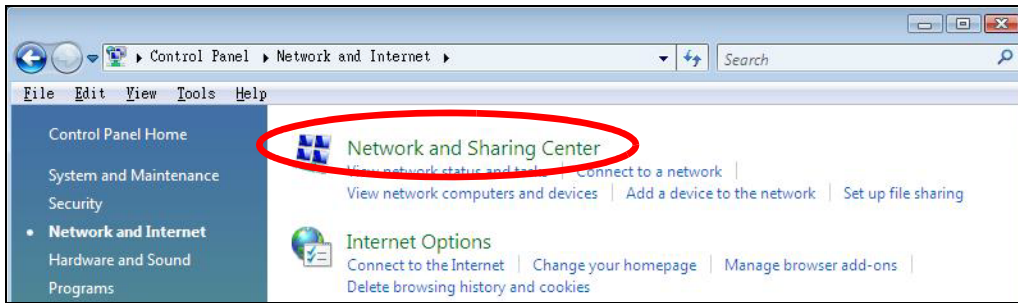 Control Panel Network and Internet Search
File Edit View Tools Help
Control Panel Home
System and Maintenance
Security
Network and Internet
Hardware and Sound
Programs
Network and Sharing Center
View network status and tasks Connect to a network
View network computers and devices Add a device to the network Set up file sharing
Internet Options
Connect to the Internet Change your homepage Manage browser add-ons
Delete browsing history and cookies